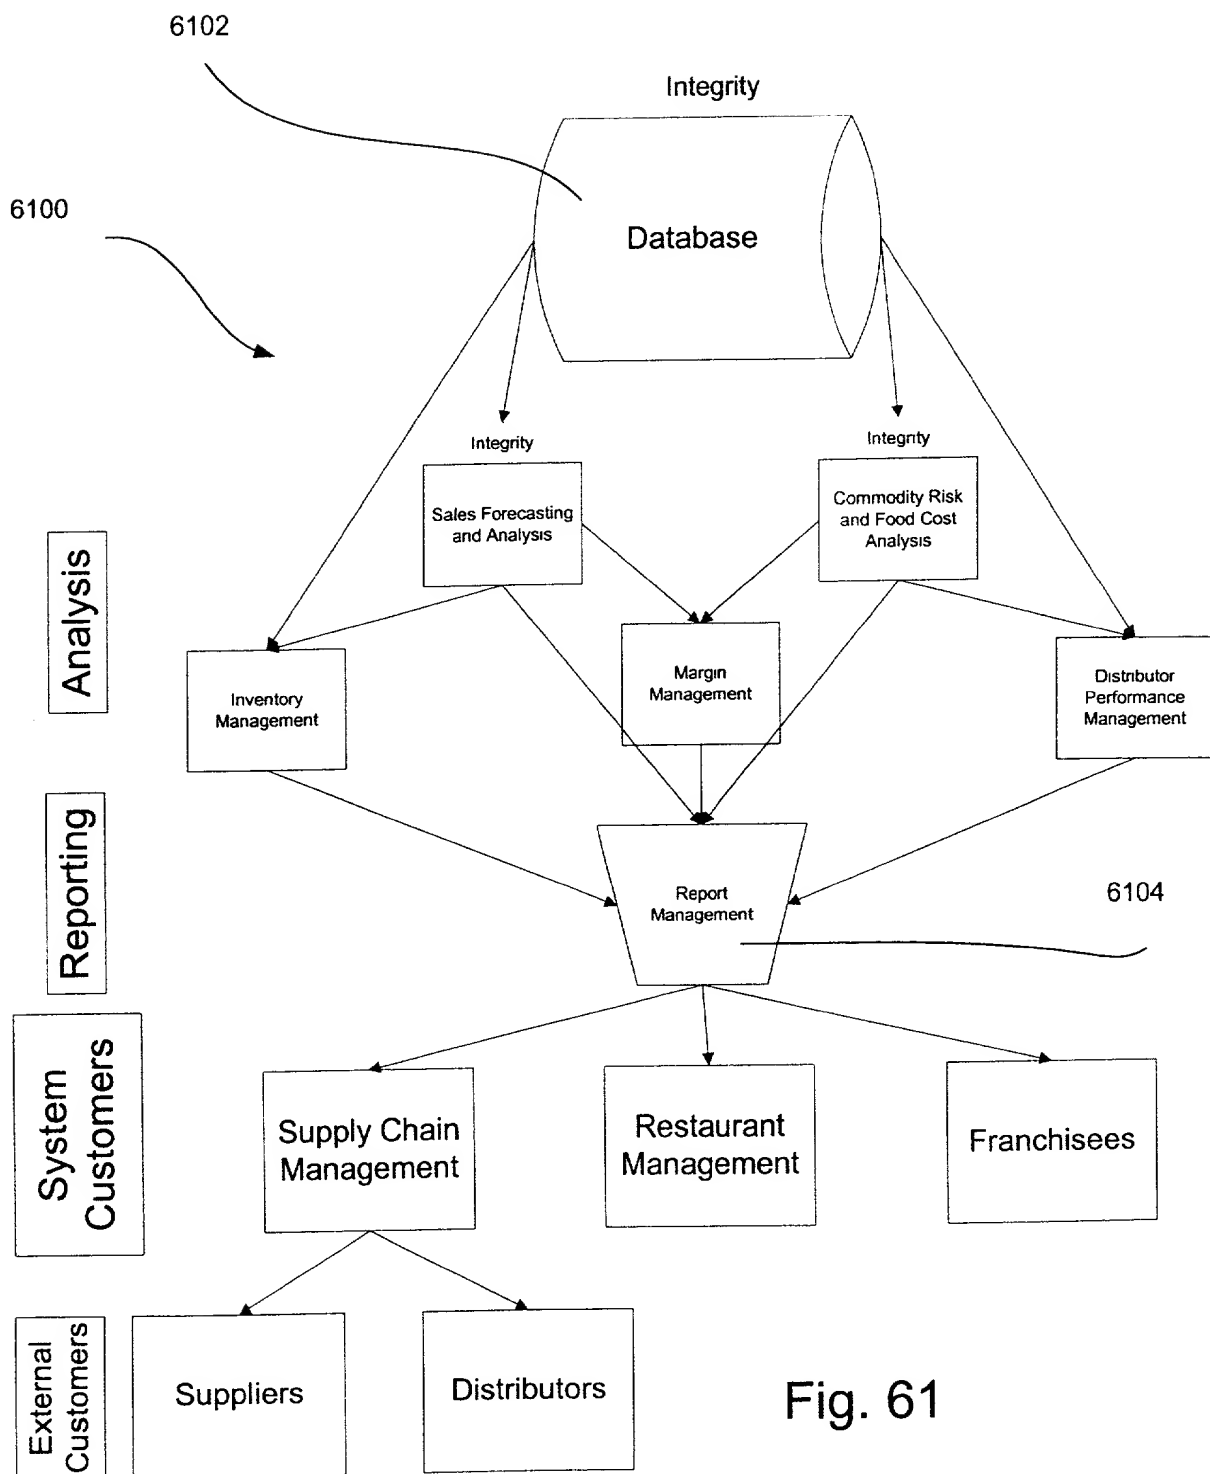 6102
Integrity
6100
Database
Integrity
Integrity
Sales Forecasting
and Analysis
Commodity Risk
and Food Cost
Analysis
Analysis
Inventory
Management
Margin
Management
Distributor
Performance
Management
Reporting
Report
Management
6104
System
Customers
Supply Chain
Management
Restaurant
Management
Franchisees
External
Customers
Suppliers
Distributors
Fig. 61